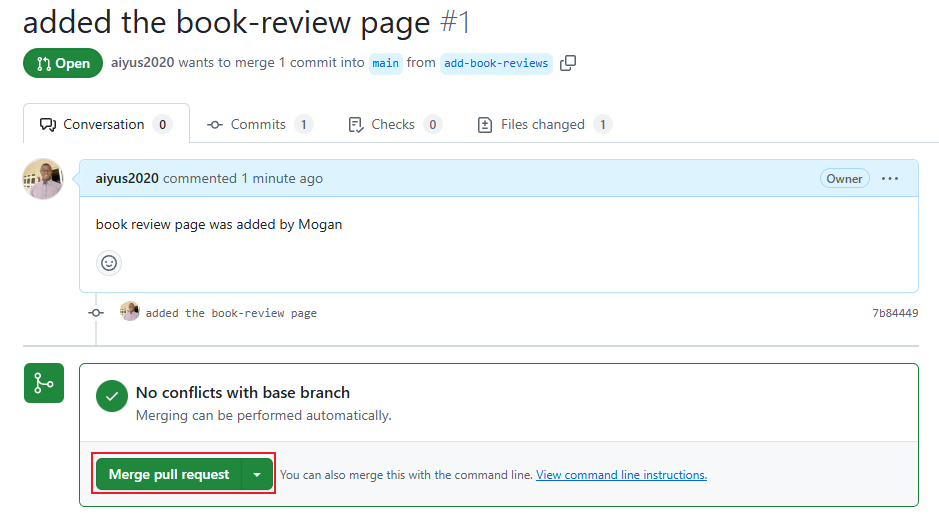 added the book-review page #1
Open aiyus2020 wants to merge 1 commit into main from add-book-reviews
Conversation 0 Commits 1 Checks 0 Files changed 1
aiyus2020 commented 1 minute ago Owner
book review page was added by Mogan
added the book-review page 7b84449
No conflicts with base branch
Merging can be performed automatically.
Merge pull request You can also merge this with the command line. View command line instructions.